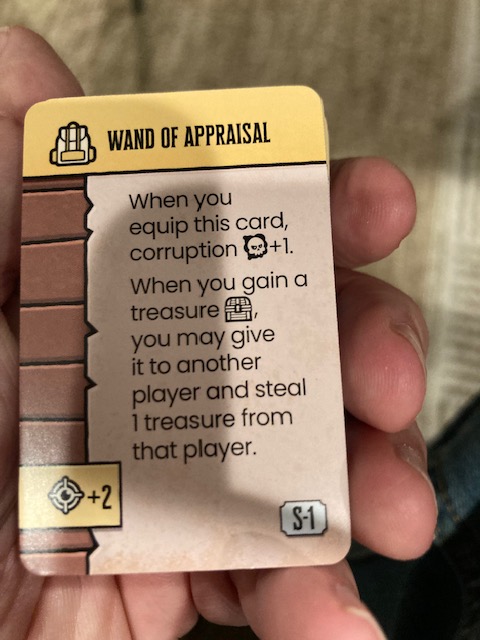 WAND OF APPRAISAL
When you
equip this card,
corruption +1.
When you gain a
treasure ,
you may give
it to another
player and steal
1 treasure from
that player.
+2
S-1